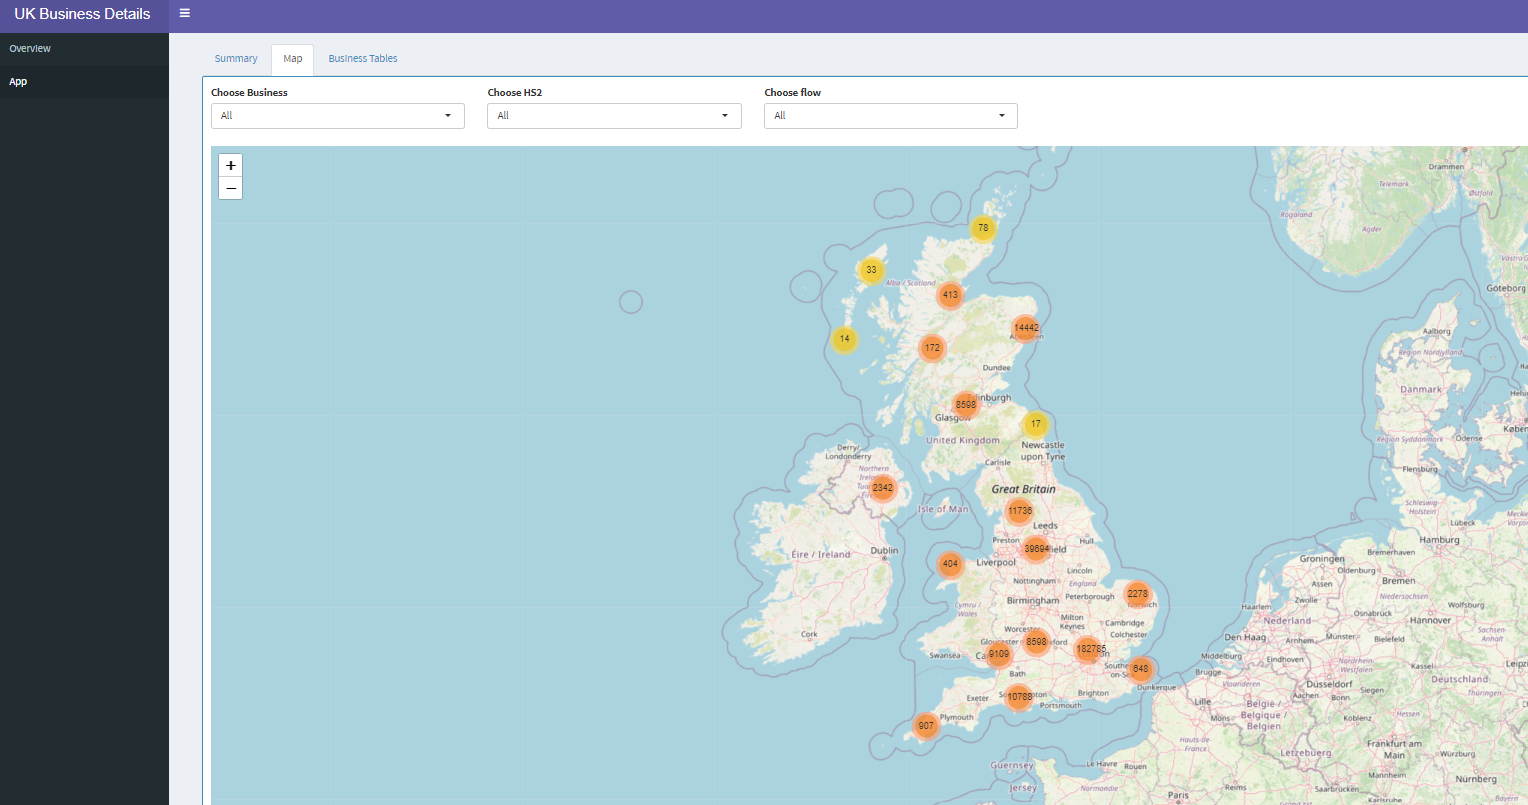 UK Business Details
Overview
App
Summary
Map
Business Tables
Choose Business
Choose HS2
Choose flow
All
All
All
+
−
Drammen
Telemark
Østfold
Rogaland
Agder
Göteborg
78
33
Alba / Scotland
413
14442
Aberdeen
14
172
Dundee
8598
Glasgow
17
United Kingdom
Newcastle
upon Tyne
Carlisle
Derry/
Londonderry
Northern
2342
Great Britain
Isle of Man
11736
Leeds
Preston
Hull
39694
Éire / Ireland
Dublin
404
Liverpool
Lincoln
Nottingham
England
2278
Birmingham
Peterborough
Cymru /
Wales
Milton
Keynes
Cambridge
Colchester
Cork
8598
Swansea
9109
182785
648
Bath
10788
Brighton
Exeter
Portsmouth
Plymouth
907
Guernsey
Jersey
Aalborg
Region Nordjylland
Danmark
Region Syddanmark
Odense
Flensburg
Schleswig-
Holstein
Lübeck
Hamburg
Groningen
Bremerhaven
Oldenburg
Assen
Bremen
Niedersachsen
Wolfsburg
Haarlem
Zwolle
Osnabrück
Hannover
Nederland
Den Haag
Arnhem
Münster
Bielefeld
Sachsen-
Anhalt
Middelburg
Eindhoven
Nordrhein-
Westfalen
Kassel
Brugge
Vlaanderen
Düsseldorf
Deutschland
Dunkerque
Aachen
Bonn
Siegen
Thüringen
Lille
Mons
België /
Belgique /
Belgien
Koblenz
Hessen
Hauts-de-
France
Lëtzebuerg
Frankfurt am
Main
Würzburg
Le Havre
Rouen
Mannheim
Nürnberg
Normandie
Paris
Reims
Saarbrücken
Karlsruhe
Bayern